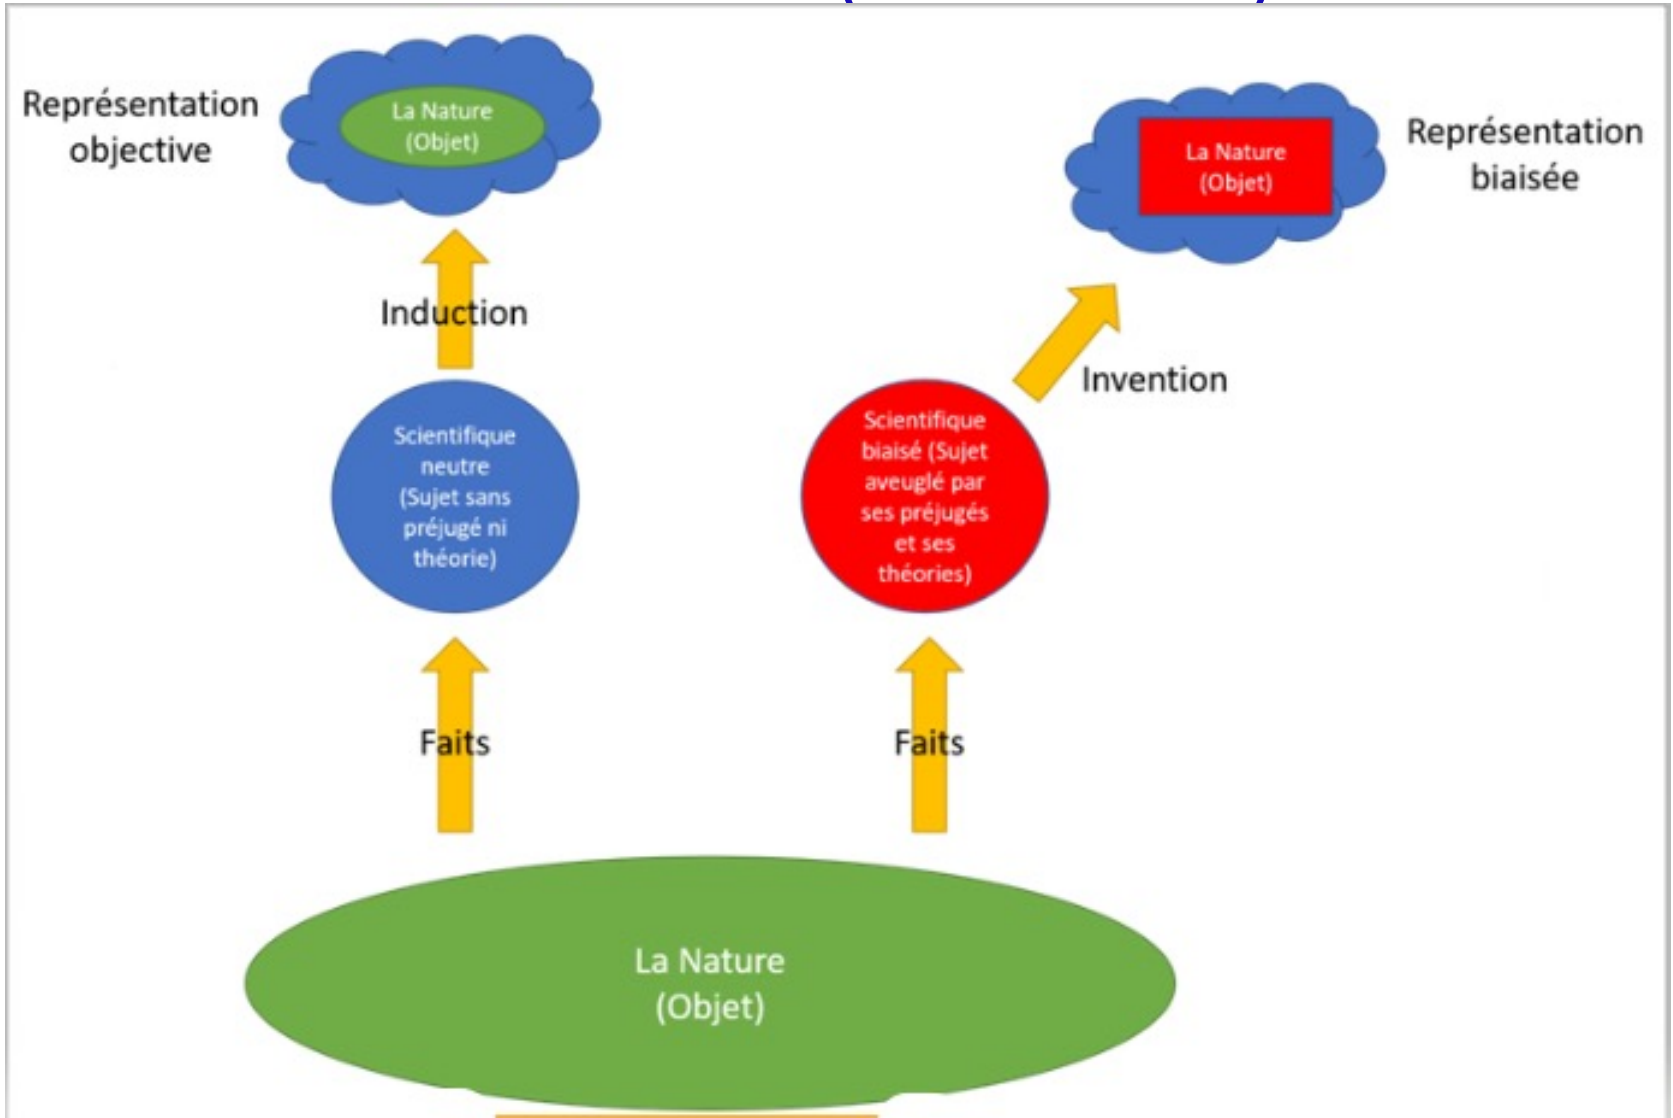 Représentation
objective
La Nature
(Objet)
La Nature
(Objet)
Représentation
biaisée
Induction
Invention
Scientifique
neutre
(Sujet sans
préjugé ni
théorie)
Scientifique
biaisé (Sujet
aveuglé par
ses préjugés
et ses
théories)
Faits
Faits
La Nature
(Objet)